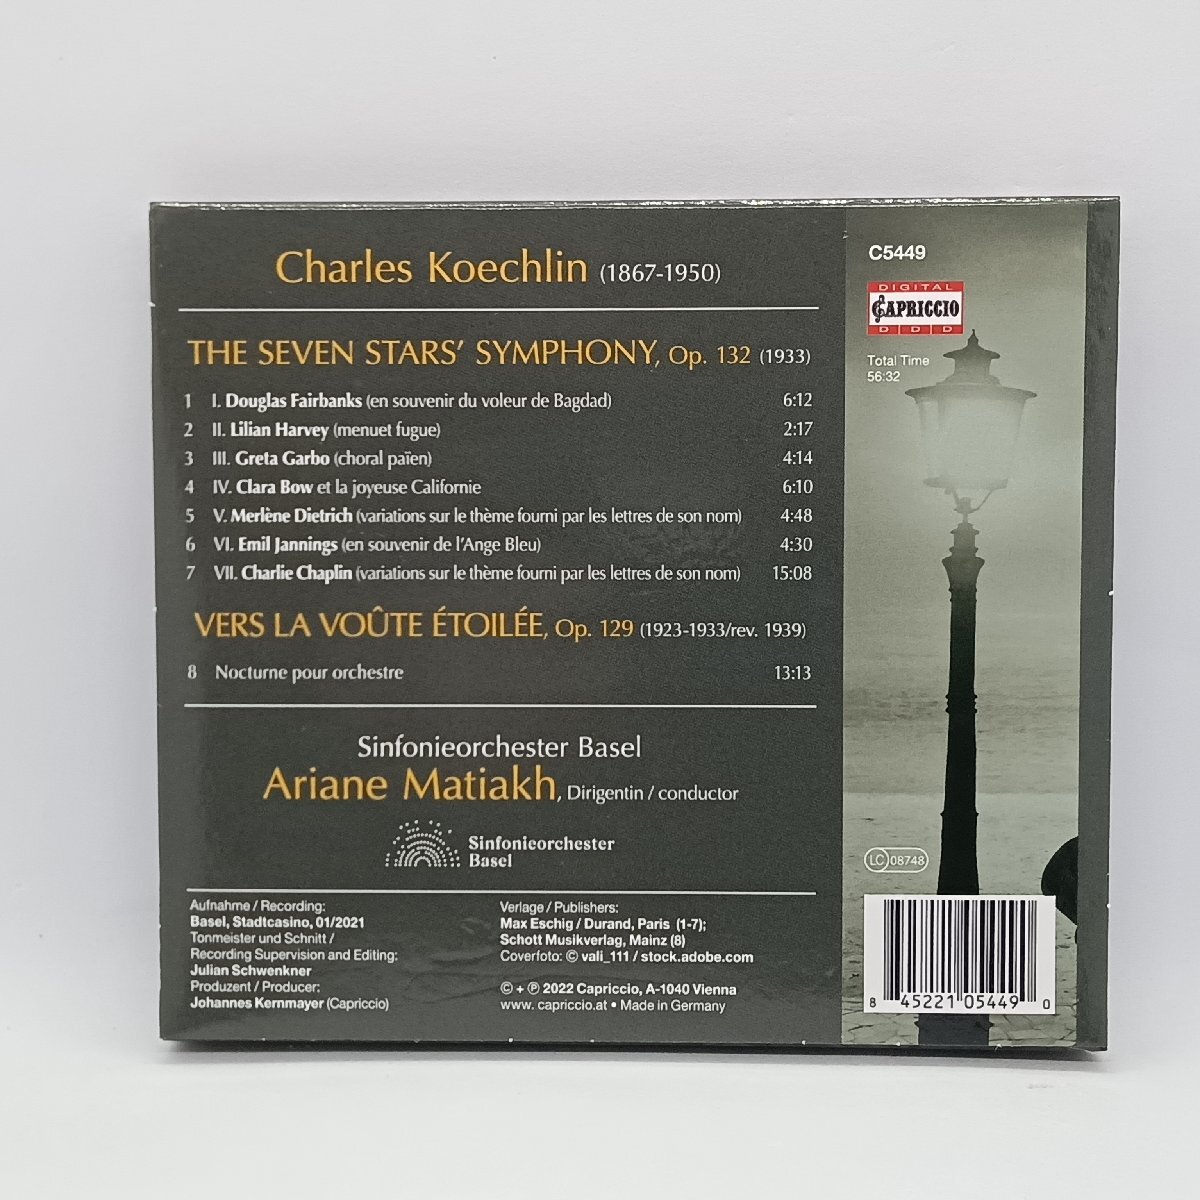 Charles Koechlin (1867-1950)
THE SEVEN STARS' SYMPHONY, Op. 132 (1933)
1 I. Douglas Fairbanks (en souvenir du voleur de Bagdad) 6:12
2 II. Lilian Harvey (menuet fugue) 2:17
3 III. Greta Garbo (choral païen) 4:14
4 IV. Clara Bow et la joyeuse Californie 6:10
5 V. Merlène Dietrich (variations sur le thème fourni par les lettres de son nom) 4:48
6 VI. Emil Jannings (en souvenir de l'Ange Bleu) 4:30
7 VII. Charlie Chaplin (variations sur le thème fourni par les lettres de son nom) 15:08
VERS LA VOÛTE ÉTOILÉE, Op. 129 (1923-1933/rev. 1939)
8 Nocturne pour orchestre 13:13
Sinfonieorchester Basel
Ariane Matiakh, Dirigentin / conductor
Sinfonieorchester
Basel
Aufnahme / Recording:
Basel, Stadtcasino, 01/2021
Tonmeister und Schnitt /
Recording Supervision and Editing:
Julian Schwenkner
Produzent / Producer:
Johannes Kernmayer (Capriccio)
Verlage / Publishers:
Max Eschig / Durand, Paris (1-7);
Schott Musikverlag, Mainz (8)
Coverfoto: © vali_111 / stock.adobe.com
© + ℗ 2022 Capriccio, A-1040 Vienna
www. capriccio.at • Made in Germany
C5449
DIGITAL
CAPRICCIO
D D D
Total Time
56:32
LC 08748
8 45221 05449 0